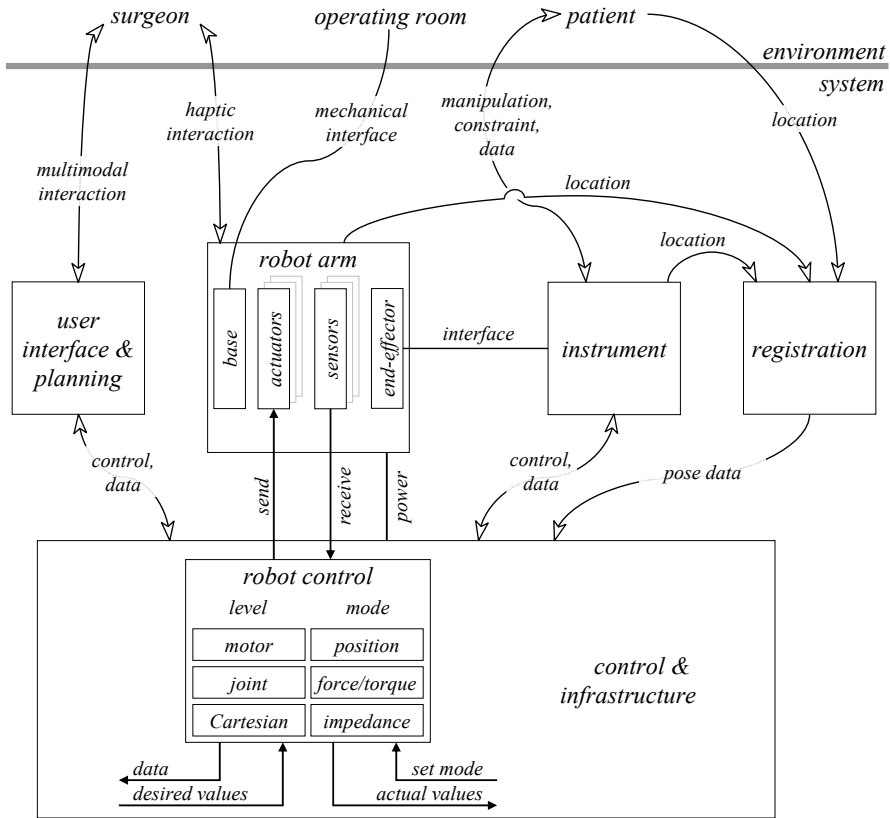 surgeon
operating room
patient
environment
system
haptic
interaction
mechanical
interface
manipulation,
constraint,
data
location
multimodal
interaction
location
location
robot arm
base
actuators
sensors
end-effector
user
interface &
planning
interface
instrument
registration
control,
data
send
receive
power
control,
data
pose data
robot control
level
mode
motor
position
joint
force/torque
Cartesian
impedance
control &
infrastructure
data
set mode
desired values
actual values